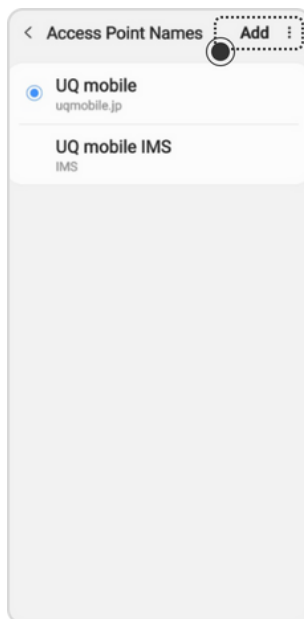 Access Point Names Add
UQ mobile
uqmobile.jp
UQ mobile IMS
IMS